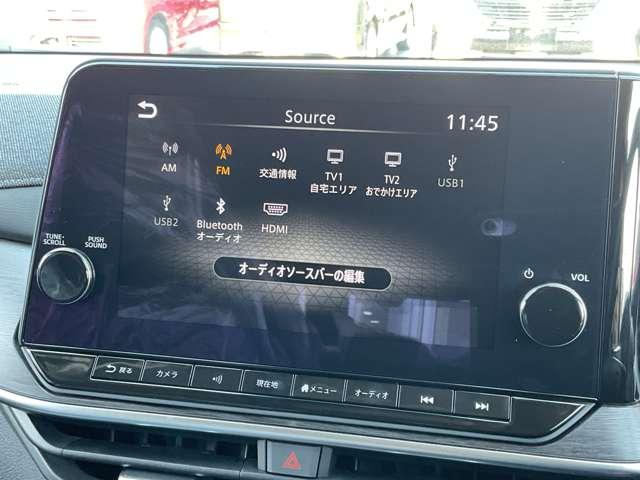 Source
11:45
AM
FM
交通情報
TV1
自宅エリア
TV2
おでかけエリア
USB1
USB2
Bluetooth
オーディオ
HDMI
オーディオソースバーの編集
TUNE・
SCROLL
PUSH
SOUND
VOL
戻る
カメラ
現在地
メニュー
オーディオ